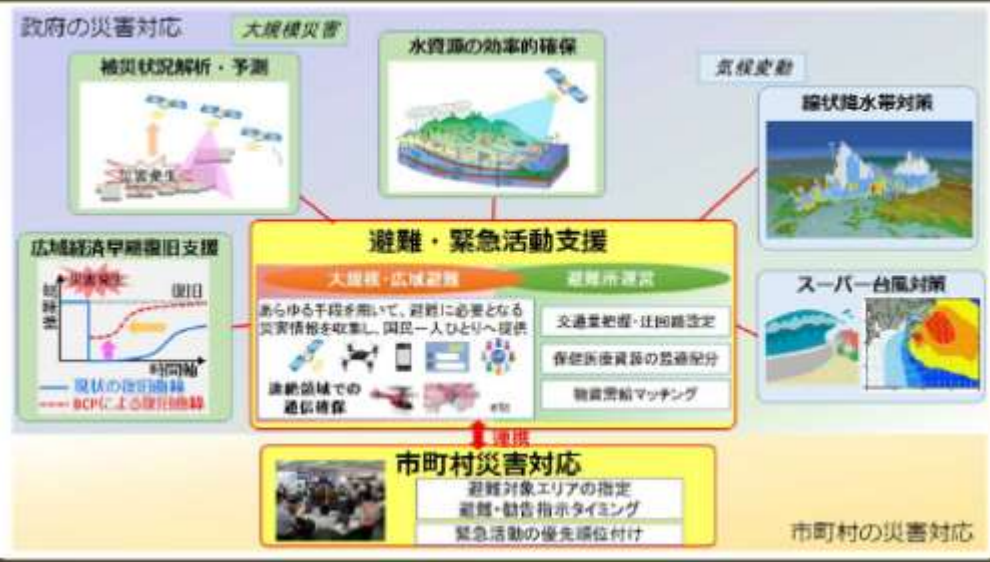 政府の災害対応
大規模災害
被災状況解析・予測
災害発生
水資源の効率的確保
気候変動
線状降水帯対策
広域経済早期復旧支援
災害発生
復旧
時間軸
現状の復旧曲線
BCPによる復旧曲線
避難・緊急活動支援
大規模・広域避難
避難所運営
あらゆる手段を用いて、避難に必要となる
災害情報を収集し、国民一人ひとりへ提供
途絶領域での
通信確保
交通量把握・迂回路設定
保健医療資源の最適配分
物資需給マッチング
スーパー台風対策
連携
市町村災害対応
避難対象エリアの指定
避難・勧告指示タイミング
緊急活動の優先順位付け
市町村の災害対応